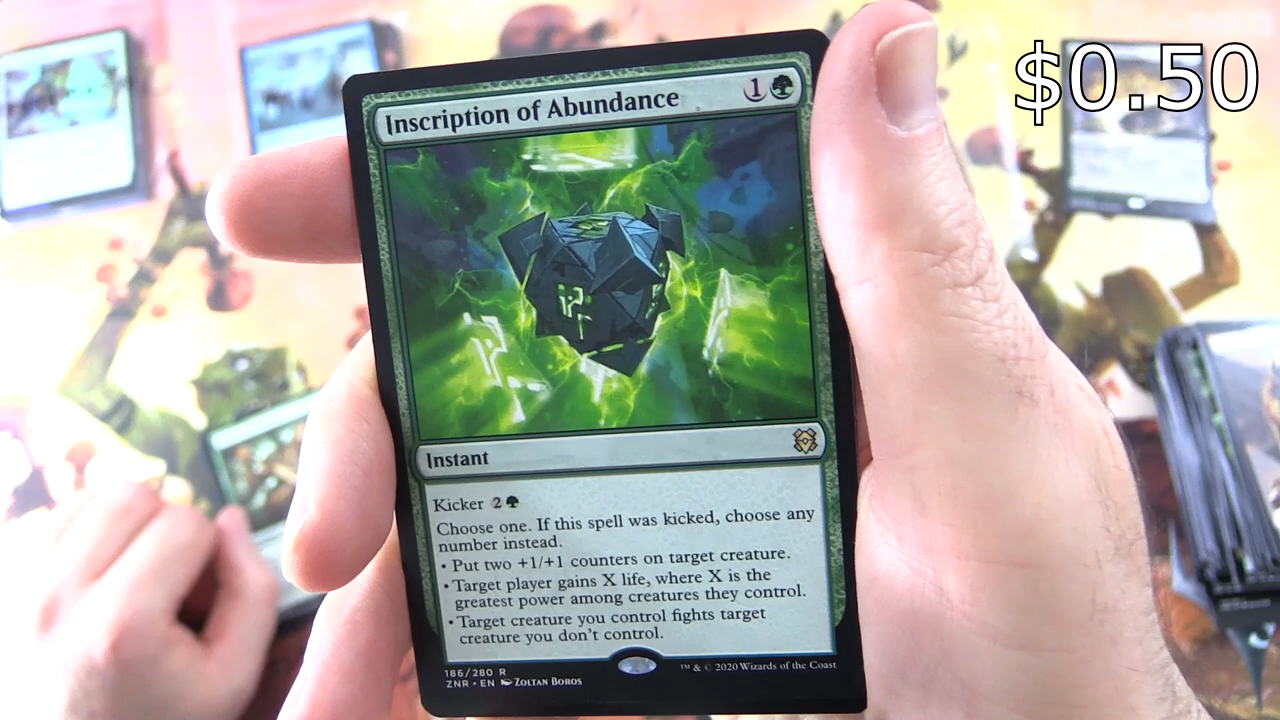 $0.50
Inscription of Abundance 1
Instant
Kicker 2
Choose one. If this spell was kicked, choose any
number instead.
• Put two +1/+1 counters on target creature.
• Target player gains X life, where X is the
greatest power among creatures they control.
• Target creature you control fights target
creature you don't control.
186/280 R
ZNR • EN Zoltan Boros
™ & © 2020 Wizards of the Coast